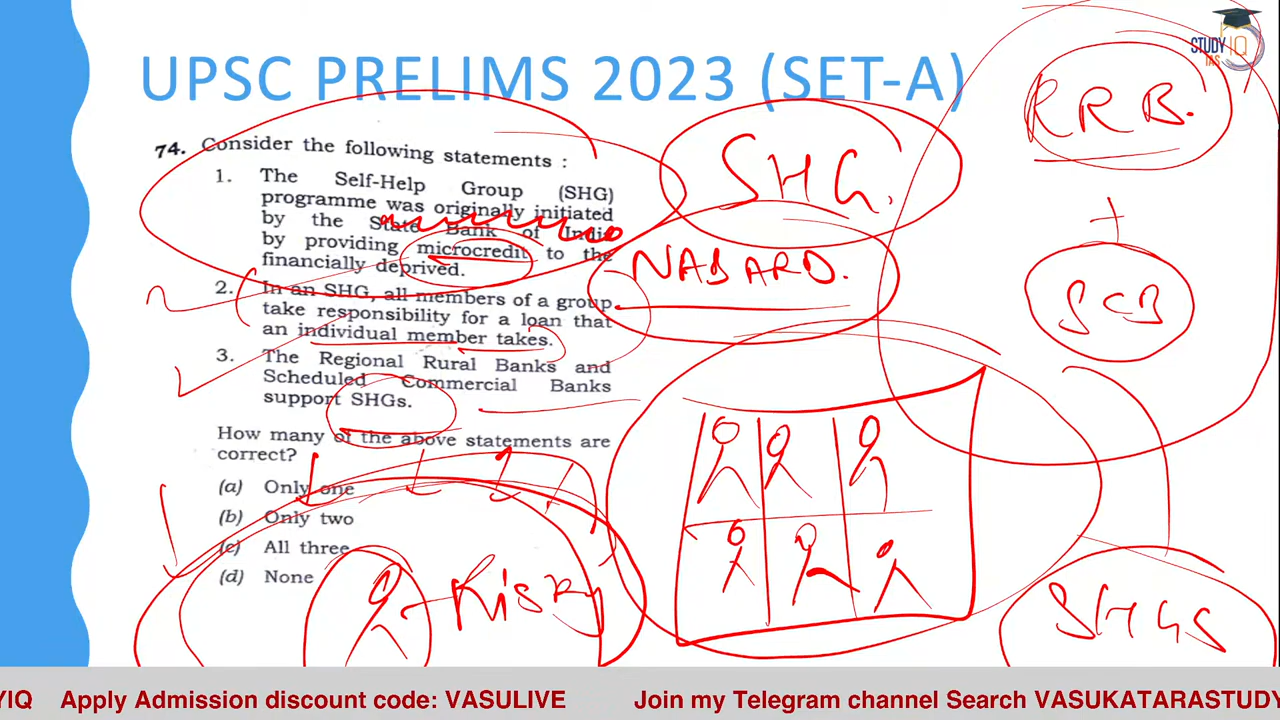 UPSC PRELIMS 2023 (SET-A)
STUDY IQ
IAS
74. Consider the following statements :
1. The Self-Help Group (SHG)
programme was originally initiated
by the State Bank of India
by providing microcredit to the
financially deprived.
2. In an SHG, all members of a group
take responsibility for a loan that
an individual member takes.
3. The Regional Rural Banks and
Scheduled Commercial Banks
support SHGs.
How many of the above statements are
correct?
(a) Only one
(b) Only two
(c) All three
(d) None
SHG.
NABARD.
RRB.
+
SCB
Risky
SHGS
YIQ Apply Admission discount code: VASULIVE Join my Telegram channel Search VASUKATARASTUDY